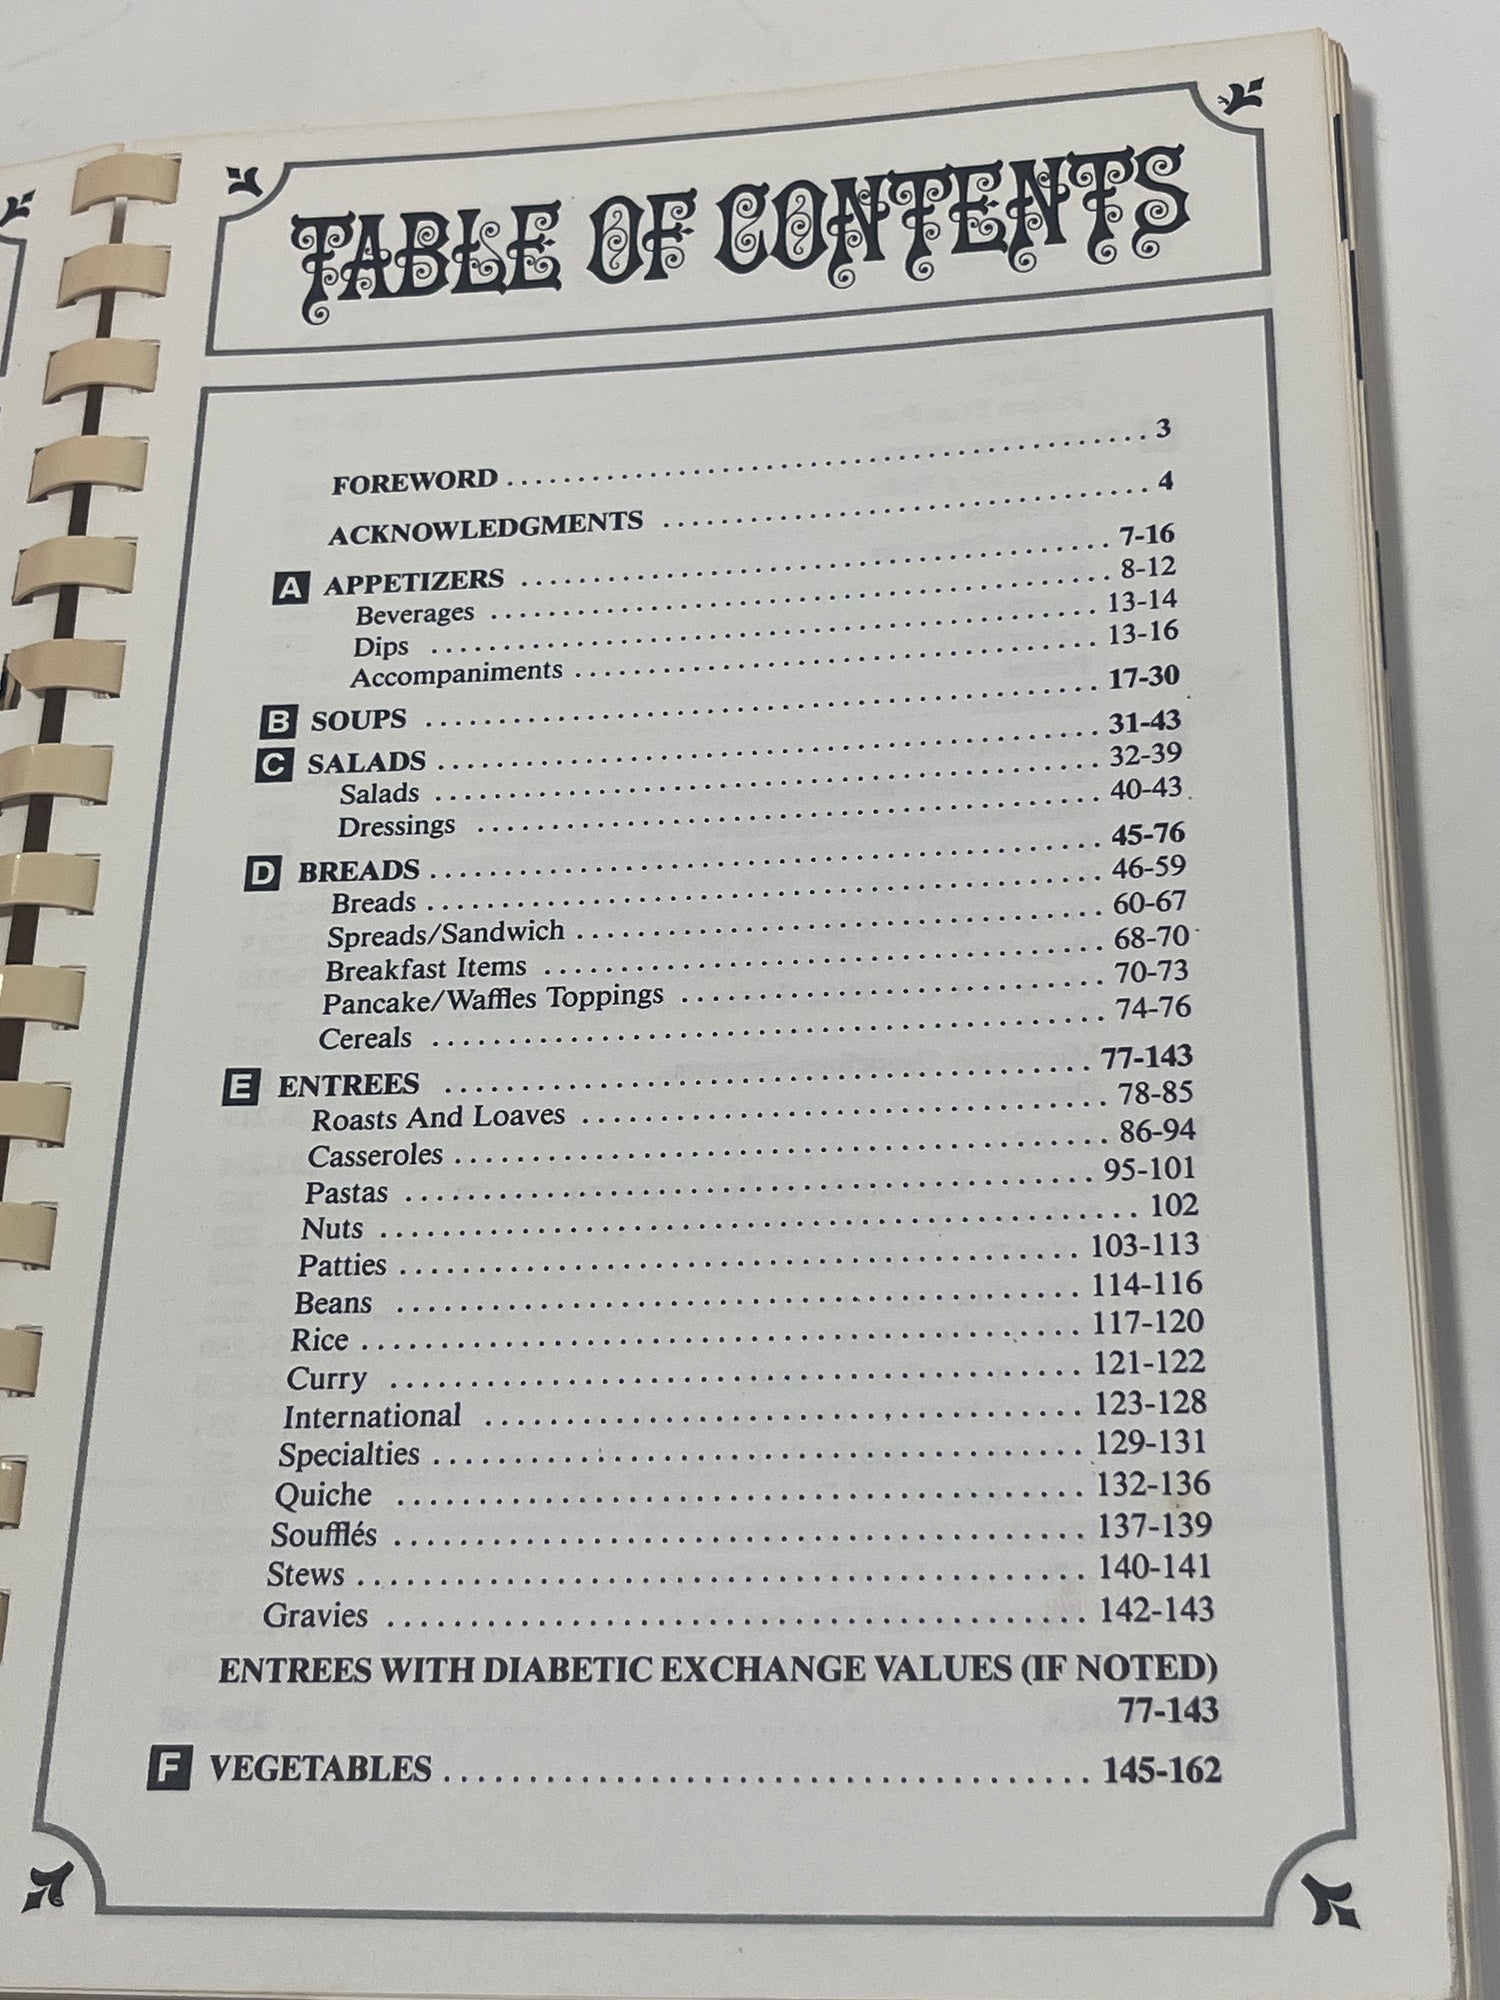 TABLE OF CONTENTS
FOREWORD . . . . . . . . . . . . . . . . . . . . . . . . . . . . . . . . . . . . . . . . . . . . . . . 3
ACKNOWLEDGMENTS . . . . . . . . . . . . . . . . . . . . . . . . . . . . . . . . . . . . 4
A APPETIZERS . . . . . . . . . . . . . . . . . . . . . . . . . . . . . . . . . . . . . . . . . . 7-16
Beverages . . . . . . . . . . . . . . . . . . . . . . . . . . . . . . . . . . . . . . . . . . . 8-12
Dips . . . . . . . . . . . . . . . . . . . . . . . . . . . . . . . . . . . . . . . . . . . . . . 13-14
Accompaniments . . . . . . . . . . . . . . . . . . . . . . . . . . . . . . . . . . . . 13-16
B SOUPS . . . . . . . . . . . . . . . . . . . . . . . . . . . . . . . . . . . . . . . . . . . . . 17-30
C SALADS . . . . . . . . . . . . . . . . . . . . . . . . . . . . . . . . . . . . . . . . . . . . 31-43
Salads . . . . . . . . . . . . . . . . . . . . . . . . . . . . . . . . . . . . . . . . . . . . 32-39
Dressings . . . . . . . . . . . . . . . . . . . . . . . . . . . . . . . . . . . . . . . . . 40-43
D BREADS . . . . . . . . . . . . . . . . . . . . . . . . . . . . . . . . . . . . . . . . . . . . 45-76
Breads . . . . . . . . . . . . . . . . . . . . . . . . . . . . . . . . . . . . . . . . . . . . 46-59
Spreads/Sandwich . . . . . . . . . . . . . . . . . . . . . . . . . . . . . . . . . . 60-67
Breakfast Items . . . . . . . . . . . . . . . . . . . . . . . . . . . . . . . . . . . . 68-70
Pancake/Waffles Toppings . . . . . . . . . . . . . . . . . . . . . . . . . . . 70-73
Cereals . . . . . . . . . . . . . . . . . . . . . . . . . . . . . . . . . . . . . . . . . . . 74-76
E ENTREES . . . . . . . . . . . . . . . . . . . . . . . . . . . . . . . . . . . . . . . . . 77-143
Roasts And Loaves . . . . . . . . . . . . . . . . . . . . . . . . . . . . . . . . . 78-85
Casseroles . . . . . . . . . . . . . . . . . . . . . . . . . . . . . . . . . . . . . . . . 86-94
Pastas . . . . . . . . . . . . . . . . . . . . . . . . . . . . . . . . . . . . . . . . . . 95-101
Nuts . . . . . . . . . . . . . . . . . . . . . . . . . . . . . . . . . . . . . . . . . . . . . . 102
Patties . . . . . . . . . . . . . . . . . . . . . . . . . . . . . . . . . . . . . . . . . 103-113
Beans . . . . . . . . . . . . . . . . . . . . . . . . . . . . . . . . . . . . . . . . . . 114-116
Rice . . . . . . . . . . . . . . . . . . . . . . . . . . . . . . . . . . . . . . . . . . . 117-120
Curry . . . . . . . . . . . . . . . . . . . . . . . . . . . . . . . . . . . . . . . . . . 121-122
International . . . . . . . . . . . . . . . . . . . . . . . . . . . . . . . . . . . . 123-128
Specialties . . . . . . . . . . . . . . . . . . . . . . . . . . . . . . . . . . . . . . 129-131
Quiche . . . . . . . . . . . . . . . . . . . . . . . . . . . . . . . . . . . . . . . . . 132-136
Soufflés . . . . . . . . . . . . . . . . . . . . . . . . . . . . . . . . . . . . . . . . 137-139
Stews . . . . . . . . . . . . . . . . . . . . . . . . . . . . . . . . . . . . . . . . . . 140-141
Gravies . . . . . . . . . . . . . . . . . . . . . . . . . . . . . . . . . . . . . . . . . 142-143
ENTREES WITH DIABETIC EXCHANGE VALUES (IF NOTED)
77-143
F VEGETABLES . . . . . . . . . . . . . . . . . . . . . . . . . . . . . . . . . . . . . 145-162